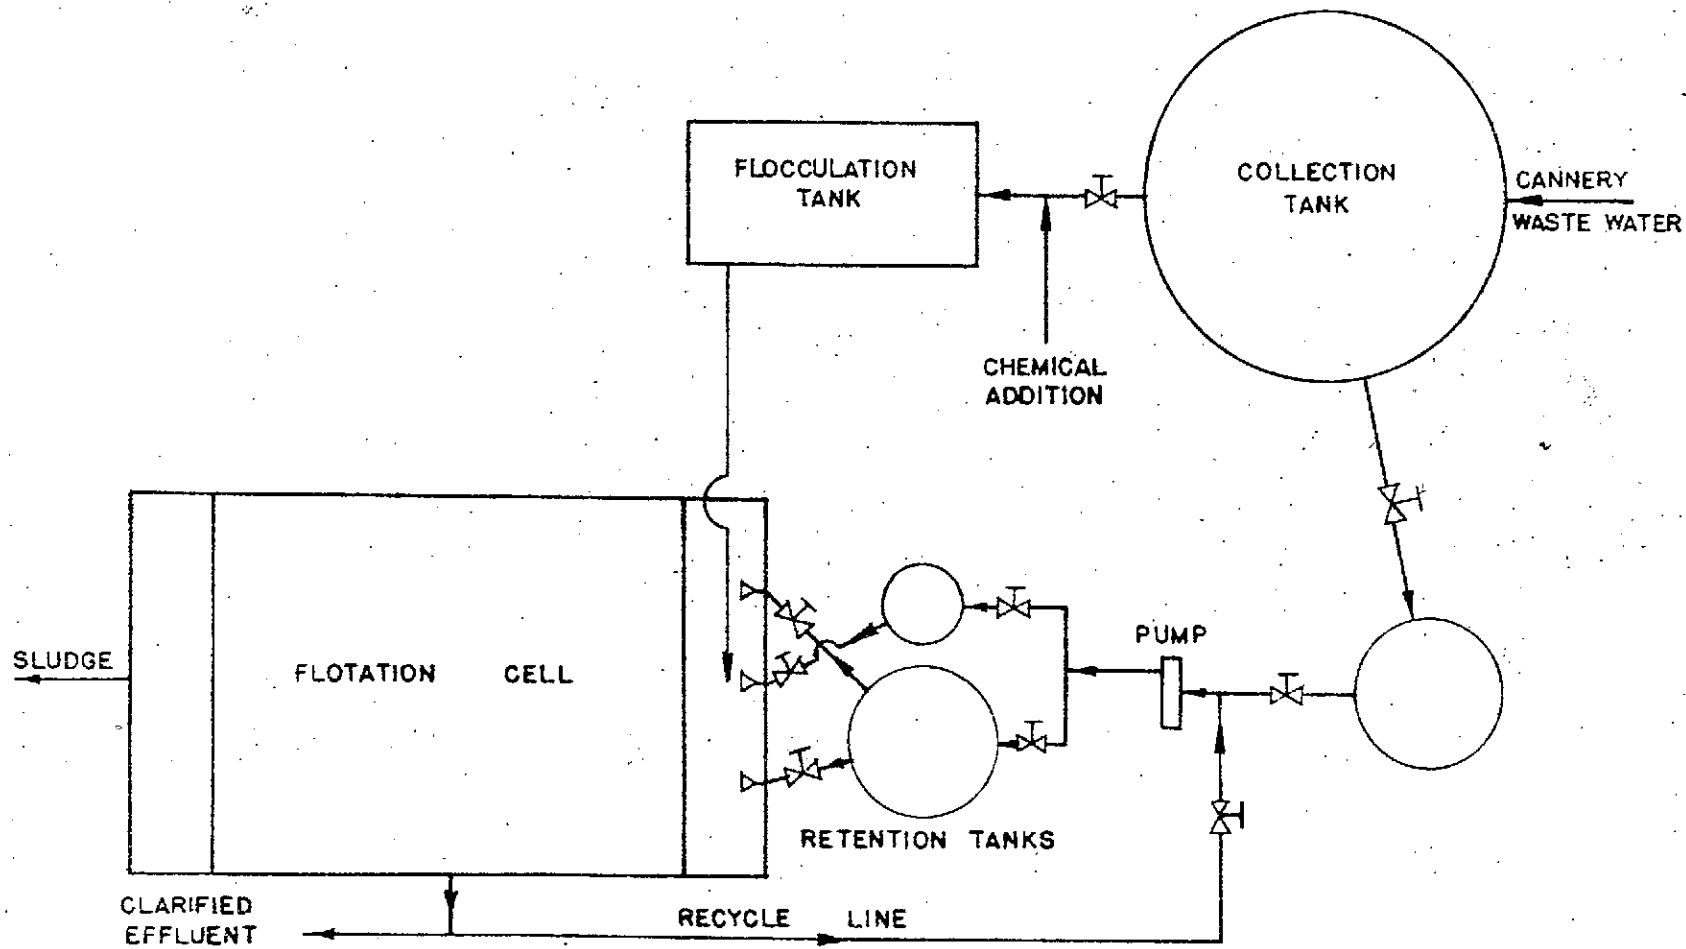 FLOCCULATION
TANK
COLLECTION
TANK
CANNERY
WASTE WATER
CHEMICAL
ADDITION
PUMP
SLUDGE
FLOTATION CELL
RETENTION TANKS
CLARIFIED
EFFLUENT
RECYCLE LINE